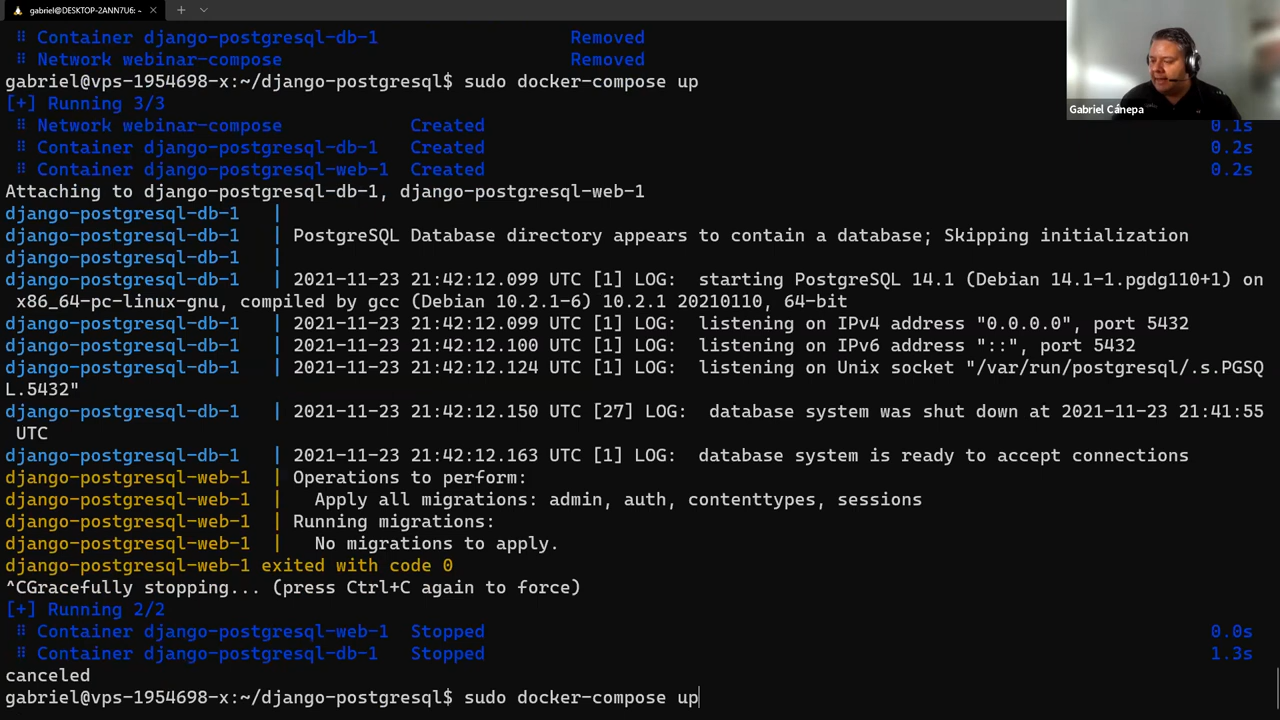 gabriel@DESKTOP-2ANN7U6: ~
⠿ Container django-postgresql-db-1 Removed
⠿ Network webinar-compose Removed
gabriel@vps-1954698-x:~/django-postgresql$ sudo docker-compose up
[+] Running 3/3
⠿ Network webinar-compose Created 0.1s
⠿ Container django-postgresql-db-1 Created 0.2s
⠿ Container django-postgresql-web-1 Created 0.2s
Attaching to django-postgresql-db-1, django-postgresql-web-1
django-postgresql-db-1 |
django-postgresql-db-1 | PostgreSQL Database directory appears to contain a database; Skipping initialization
django-postgresql-db-1 |
django-postgresql-db-1 | 2021-11-23 21:42:12.099 UTC [1] LOG:  starting PostgreSQL 14.1 (Debian 14.1-1.pgdg110+1) on
x86_64-pc-linux-gnu, compiled by gcc (Debian 10.2.1-6) 10.2.1 20210110, 64-bit
django-postgresql-db-1 | 2021-11-23 21:42:12.099 UTC [1] LOG:  listening on IPv4 address "0.0.0.0", port 5432
django-postgresql-db-1 | 2021-11-23 21:42:12.100 UTC [1] LOG:  listening on IPv6 address "::", port 5432
django-postgresql-db-1 | 2021-11-23 21:42:12.124 UTC [1] LOG:  listening on Unix socket "/var/run/postgresql/.s.PGSQ
L.5432"
django-postgresql-db-1 | 2021-11-23 21:42:12.150 UTC [27] LOG:  database system was shut down at 2021-11-23 21:41:55
UTC
django-postgresql-db-1 | 2021-11-23 21:42:12.163 UTC [1] LOG:  database system is ready to accept connections
django-postgresql-web-1 | Operations to perform:
django-postgresql-web-1 |   Apply all migrations: admin, auth, contenttypes, sessions
django-postgresql-web-1 | Running migrations:
django-postgresql-web-1 |   No migrations to apply.
django-postgresql-web-1 exited with code 0
^CGracefully stopping... (press Ctrl+C again to force)
[+] Running 2/2
⠿ Container django-postgresql-web-1 Stopped 0.0s
⠿ Container django-postgresql-db-1 Stopped 1.3s
canceled
gabriel@vps-1954698-x:~/django-postgresql$ sudo docker-compose up
Gabriel Cánepa